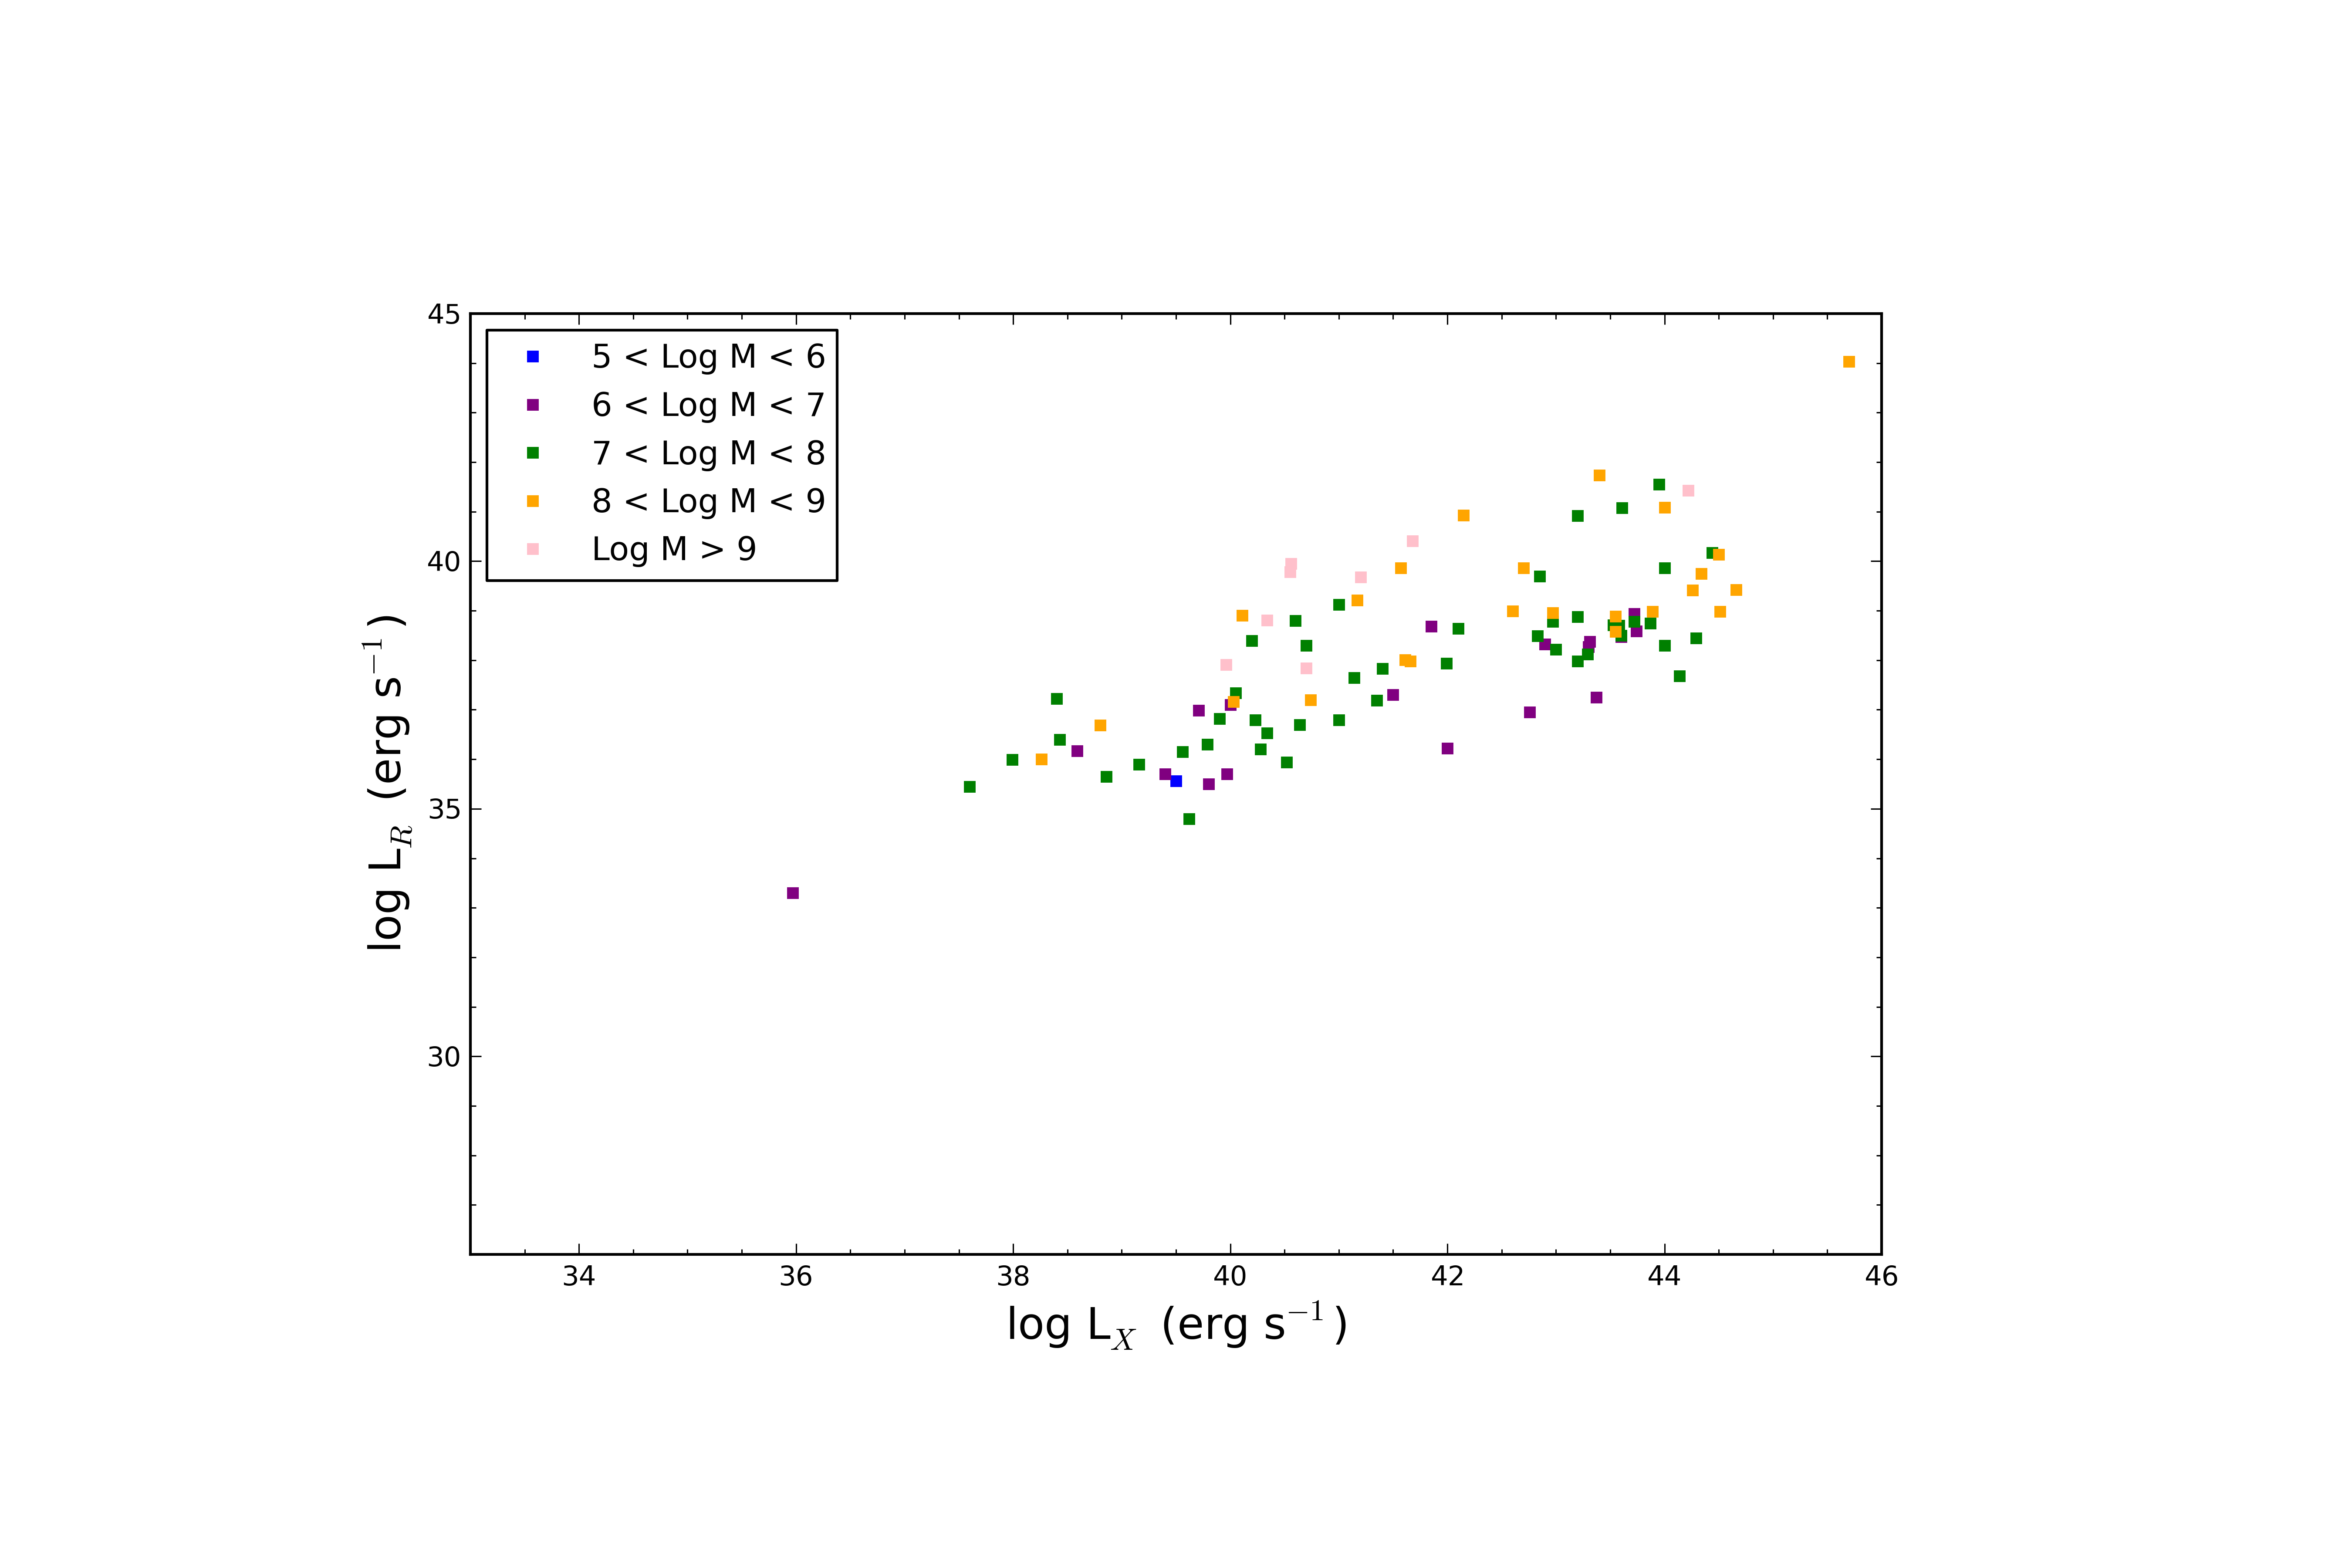 45
5 < Log M < 6
6 < Log M < 7
7 < Log M < 8
8 < Log M < 9
Log M > 9
40
35
30
log L_R (erg s⁻¹)
34 36 38 40 42 44 46
log L_X (erg s⁻¹)